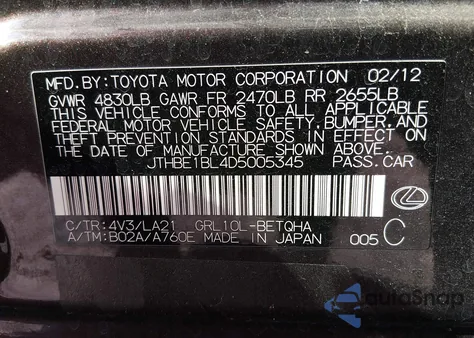 MFD. BY: TOYOTA MOTOR CORPORATION 02/12
GVWR 4830LB GAWR FR 2470LB RR 2655LB
THIS VEHICLE CONFORMS TO ALL APPLICABLE
FEDERAL MOTOR VEHICLE SAFETY, BUMPER, AND
THEFT PREVENTION STANDARDS IN EFFECT ON
THE DATE OF MANUFACTURE SHOWN ABOVE.
JTHBE1BL4D5005345 PASS. CAR
C/TR: 4V3/LA21 GRL10L-BETQHA
A/TM: B02A/A760E MADE IN JAPAN 005 C
AutoSnap